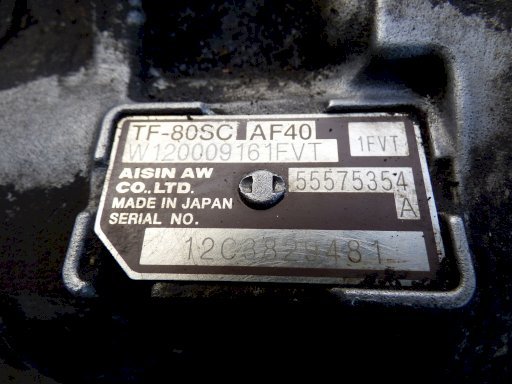 TF-80SC AF40
W120009161FVT 1FVT
AISIN AW
CO.,LTD. 55575354
MADE IN JAPAN A
SERIAL NO.
12C3829481